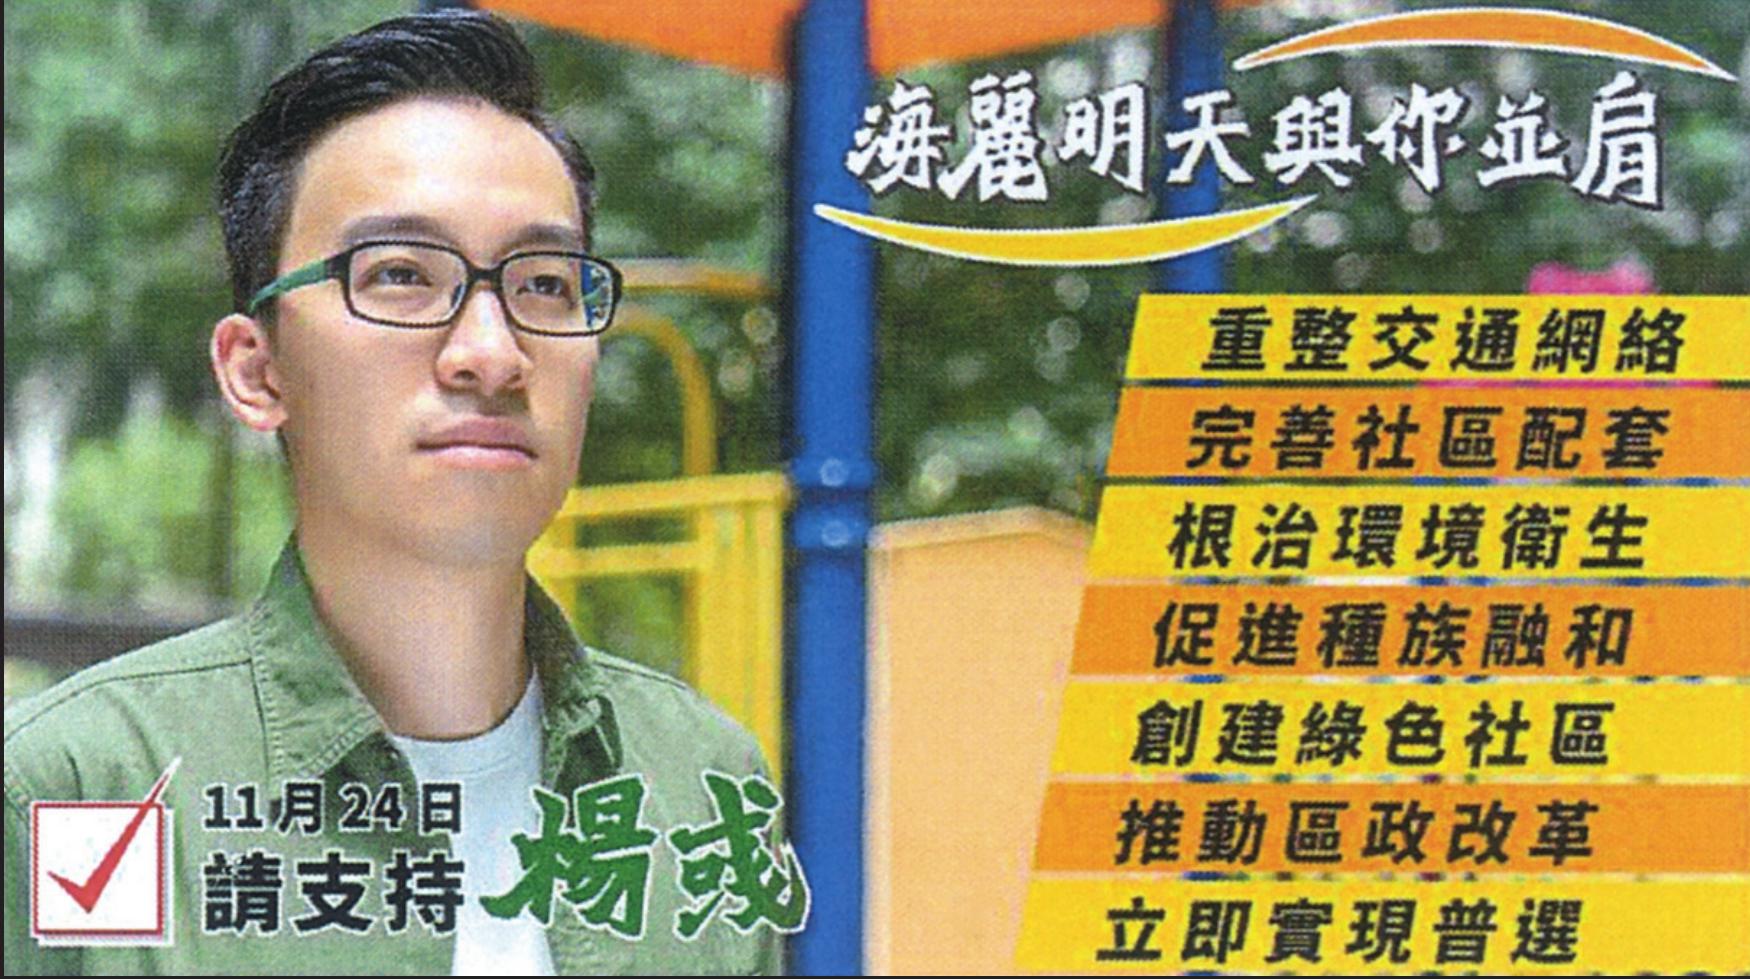 海麗明天與你並肩
重整交通網絡
完善社區配套
根治環境衛生
促進種族融和
創建綠色社區
推動區政改革
立即實現普選
11月24日
請支持楊彧